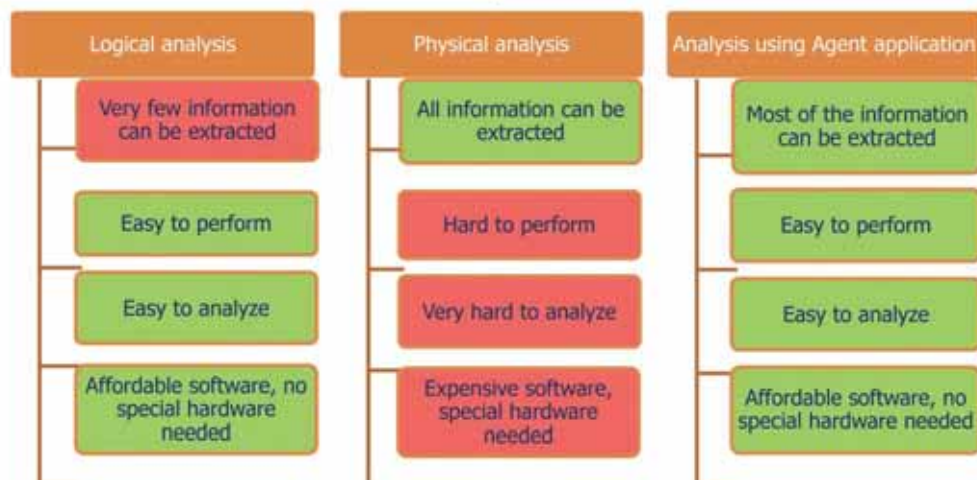 Logical analysis
Very few information
can be extracted
Easy to perform
Easy to analyze
Affordable software, no
special hardware
needed
Physical analysis
All information can be
extracted
Hard to perform
Very hard to analyze
Expensive software,
special hardware
needed
Analysis using Agent application
Most of the information
can be extracted
Easy to perform
Easy to analyze
Affordable software, no
special hardware needed